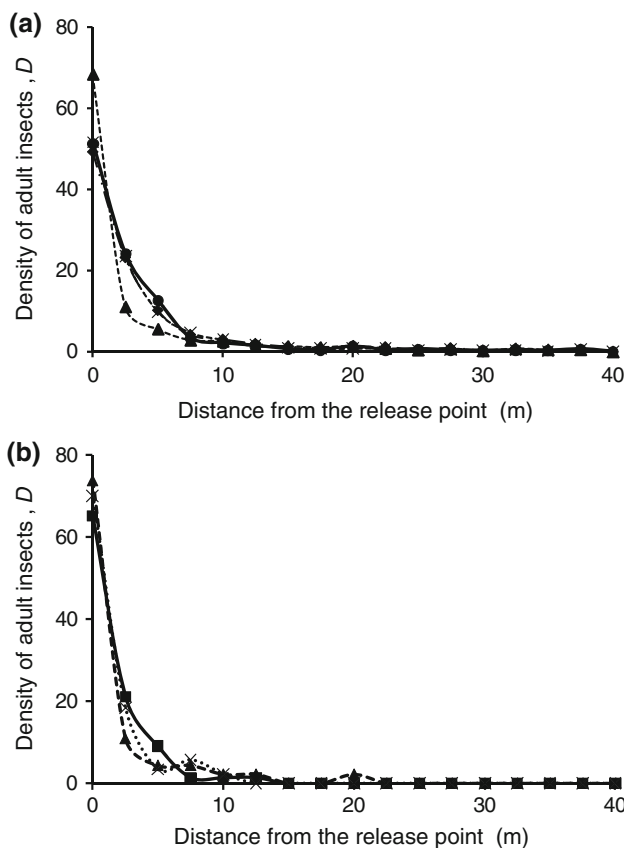 (a)
80
60
40
20
0
Density of adult insects , D
0 10 20 30 40
Distance from the release point (m)
(b)
80
60
40
20
0
Density of adult insects , D
0 10 20 30 40
Distance from the release point (m)